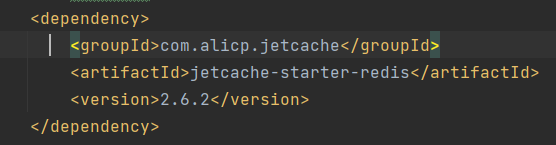 <dependency>
<groupId>com.alicp.jetcache</groupId>
<artifactId>jetcache-starter-redis</artifactId>
<version>2.6.2</version>
</dependency>